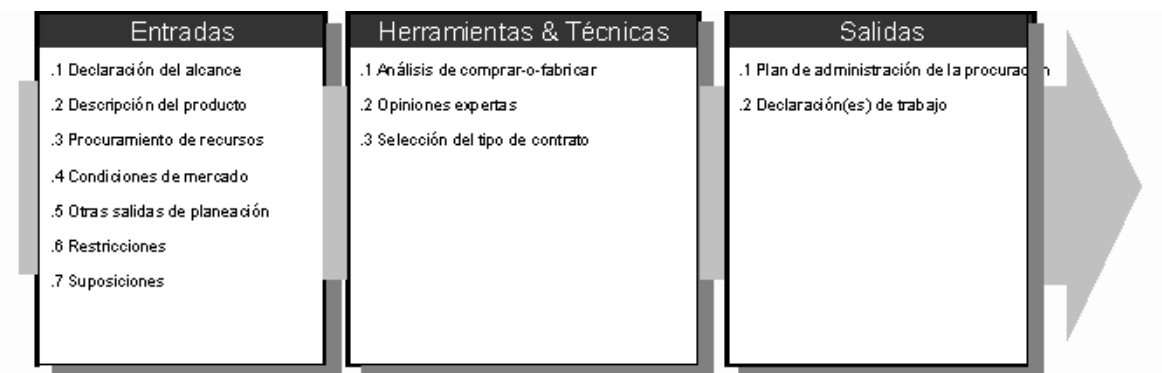 Entradas
.1 Declaración del alcance
.2 Descripción del producto
.3 Procuramiento de recursos
.4 Condiciones de mercado
.5 Otras salidas de planeación
.6 Restricciones
.7 Suposiciones
Herramientas & Técnicas
.1 Análisis de comprar-o-fabricar
.2 Opiniones expertas
.3 Selección del tipo de contrato
Salidas
.1 Plan de administración de la procuración
.2 Declaración(es) de trabajo